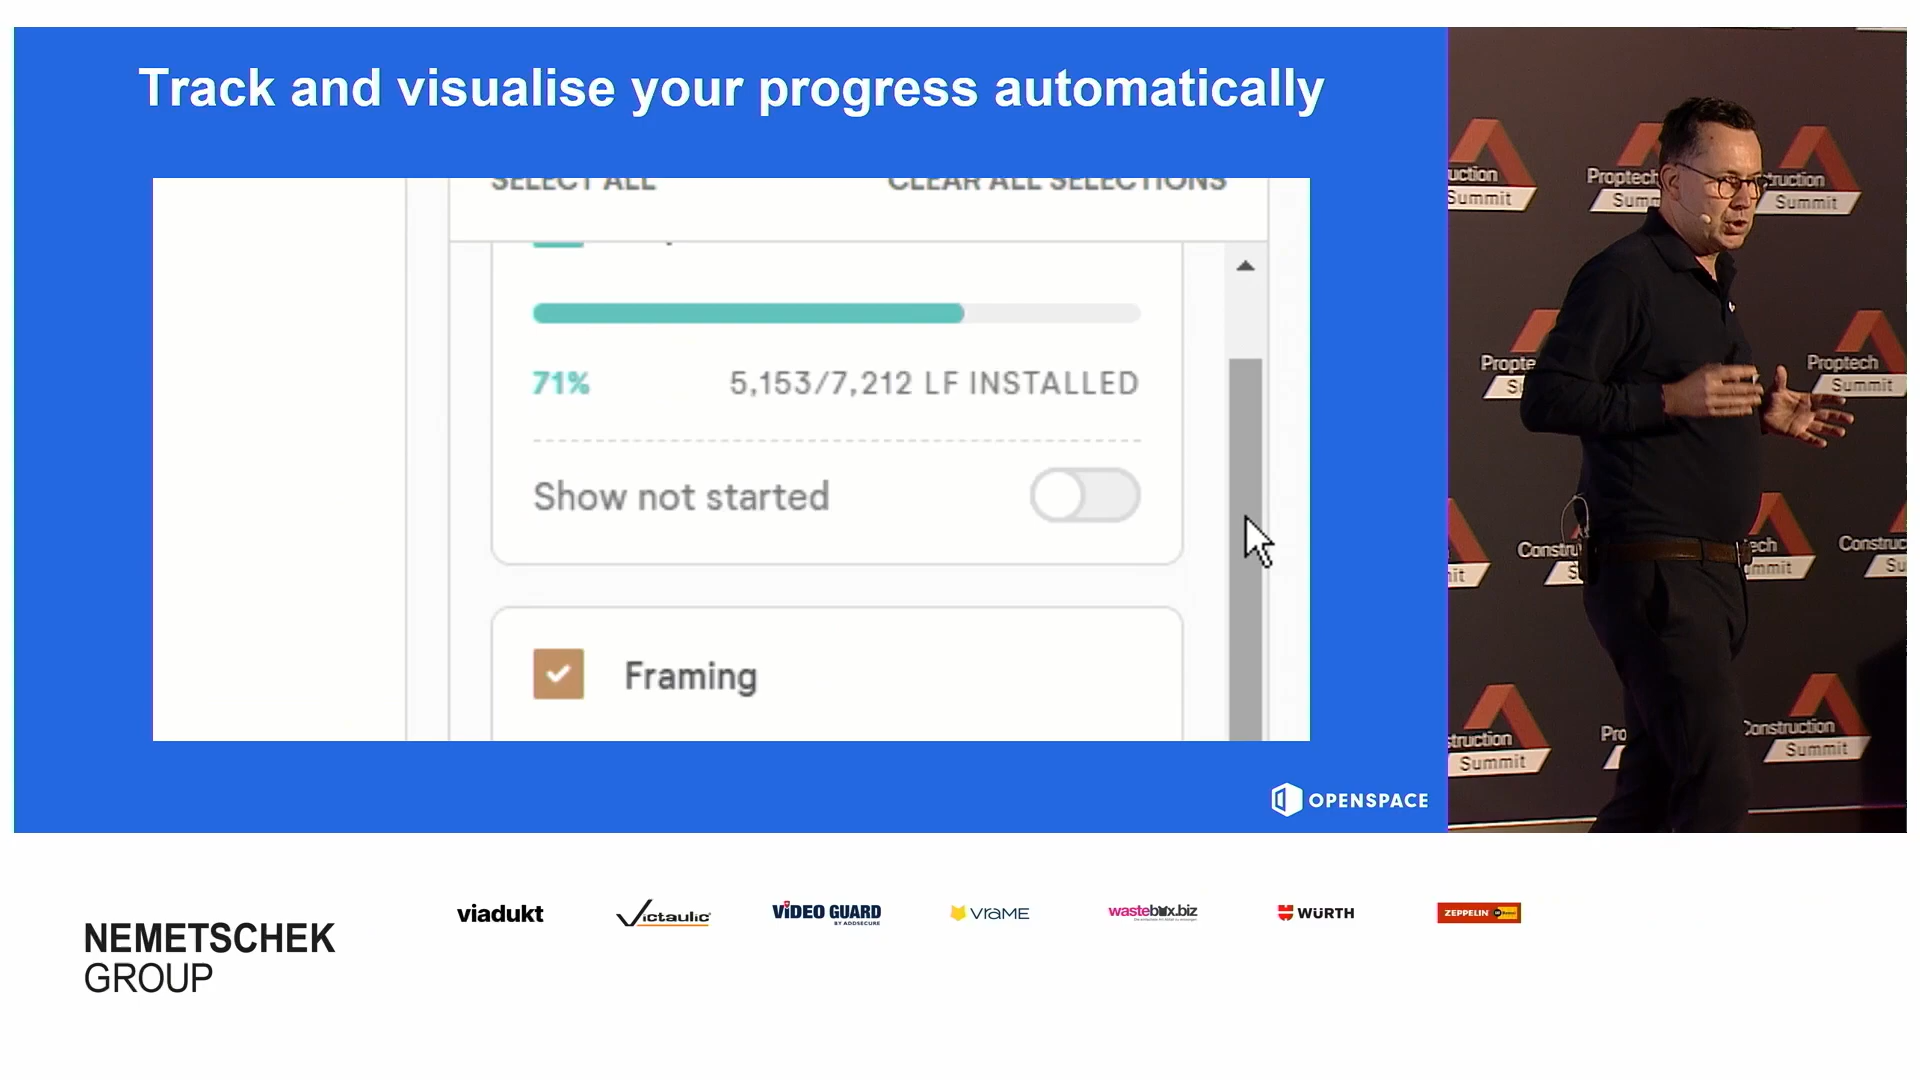 Track and visualise your progress automatically
SELECT ALL
CLEAR ALL SELECTIONS
71%
5,153/7,212 LF INSTALLED
Show not started
Framing
OPENSPACE
Proptech
Summit
Proptech
Summit
Construction
Summit
NEMETSCHEK
GROUP
viadukt
Victaulic
VIDEO GUARD
BY ADDSECURE
VRAME
wastebox.biz
WÜRTH
ZEPPELIN